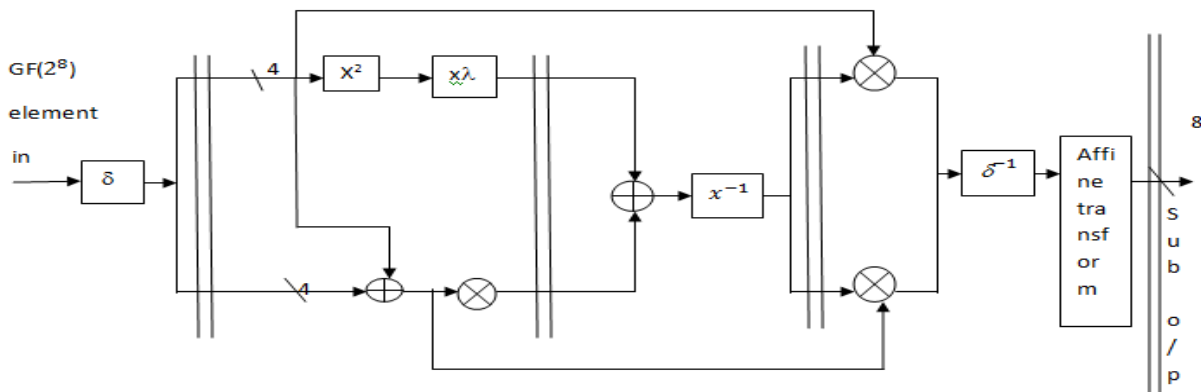 GF(2⁸)
element
in
δ
4
X²
xλ
4
x⁻¹
δ⁻¹
Affi
ne
tra
nsf
or
m
8
S
u
b
o/
p